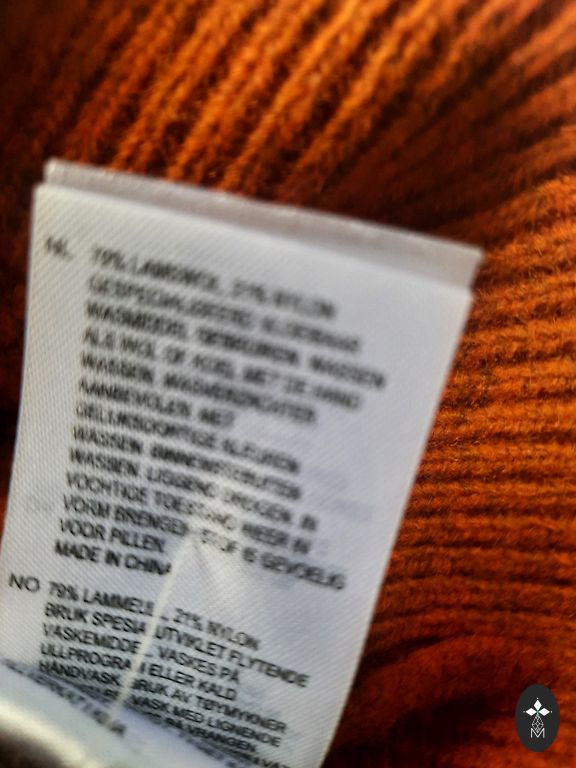 NL 79% LAMSWOL, 21% NYLON
GESPECIALISEERD VLOEIBAAR
WASMIDDEL GEBRUIKEN. WASSEN
ALS WOL OF KOEL MET DE HAND
WASSEN. WASVERZACHTER
AANBEVOLEN. MET
GELIJKSOORTIGE KLEUREN
WASSEN. BINNENSTEBUITEN
WASSEN. LIGGEND DROGEN. IN
VOCHTIGE TOESTAND WEER IN
VORM BRENGEN. STOF IS GEVOELIG
VOOR PILLEN.
MADE IN CHINA
NO 79% LAMMEULL, 21% NYLON
BRUK SPESIALUTVIKLET FLYTENDE
VASKEMIDDEL. VASKES PÅ
ULLPROGRAM ELLER KALD
HÅNDVASK. BRUK AV TØYMYKNER
VASK MED LIGNENDE
PÅ VRANGEN.
M